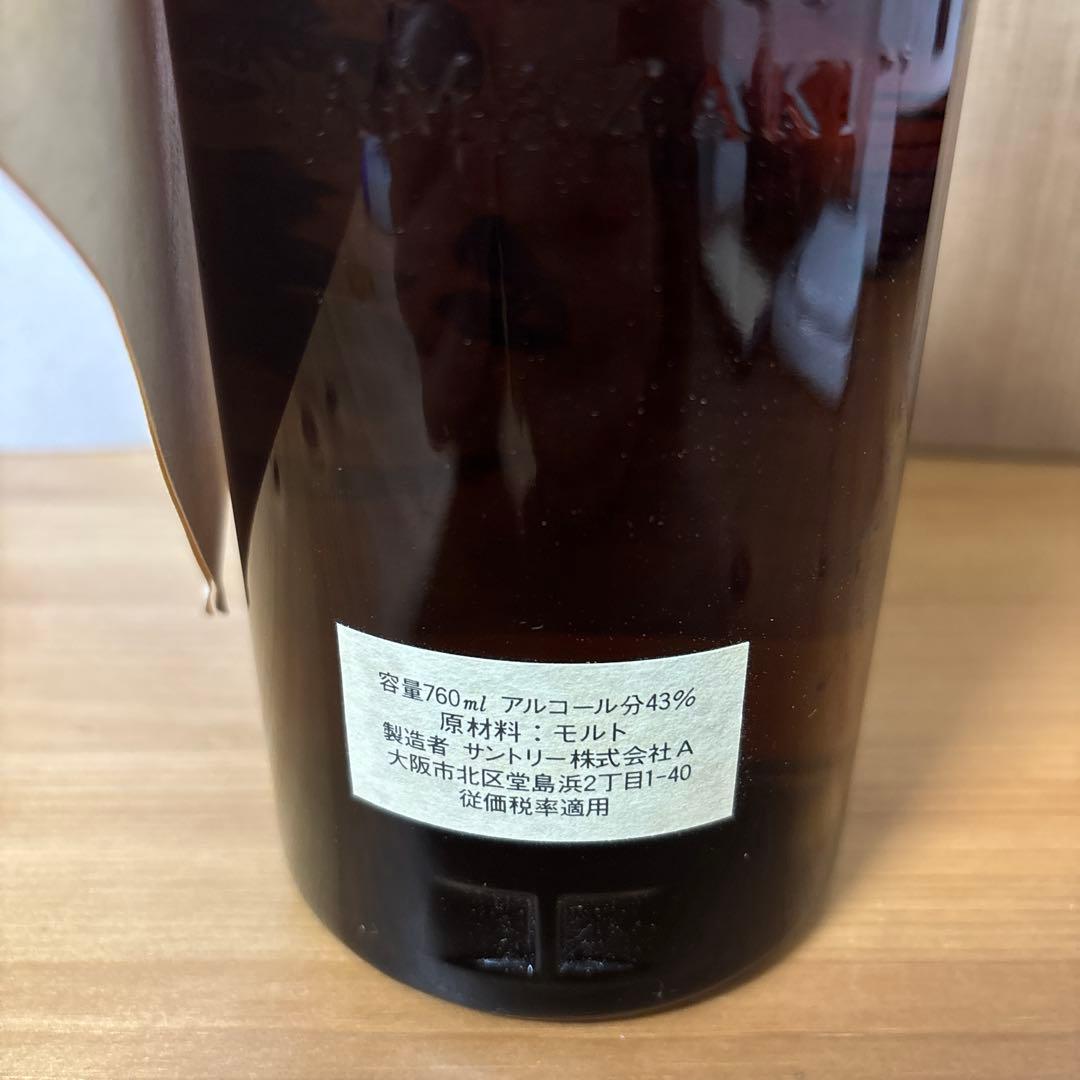 容量760ml アルコール分43%
原材料：モルト
製造者 サントリー株式会社A
大阪市北区堂島浜2丁目1-40
従価税率適用